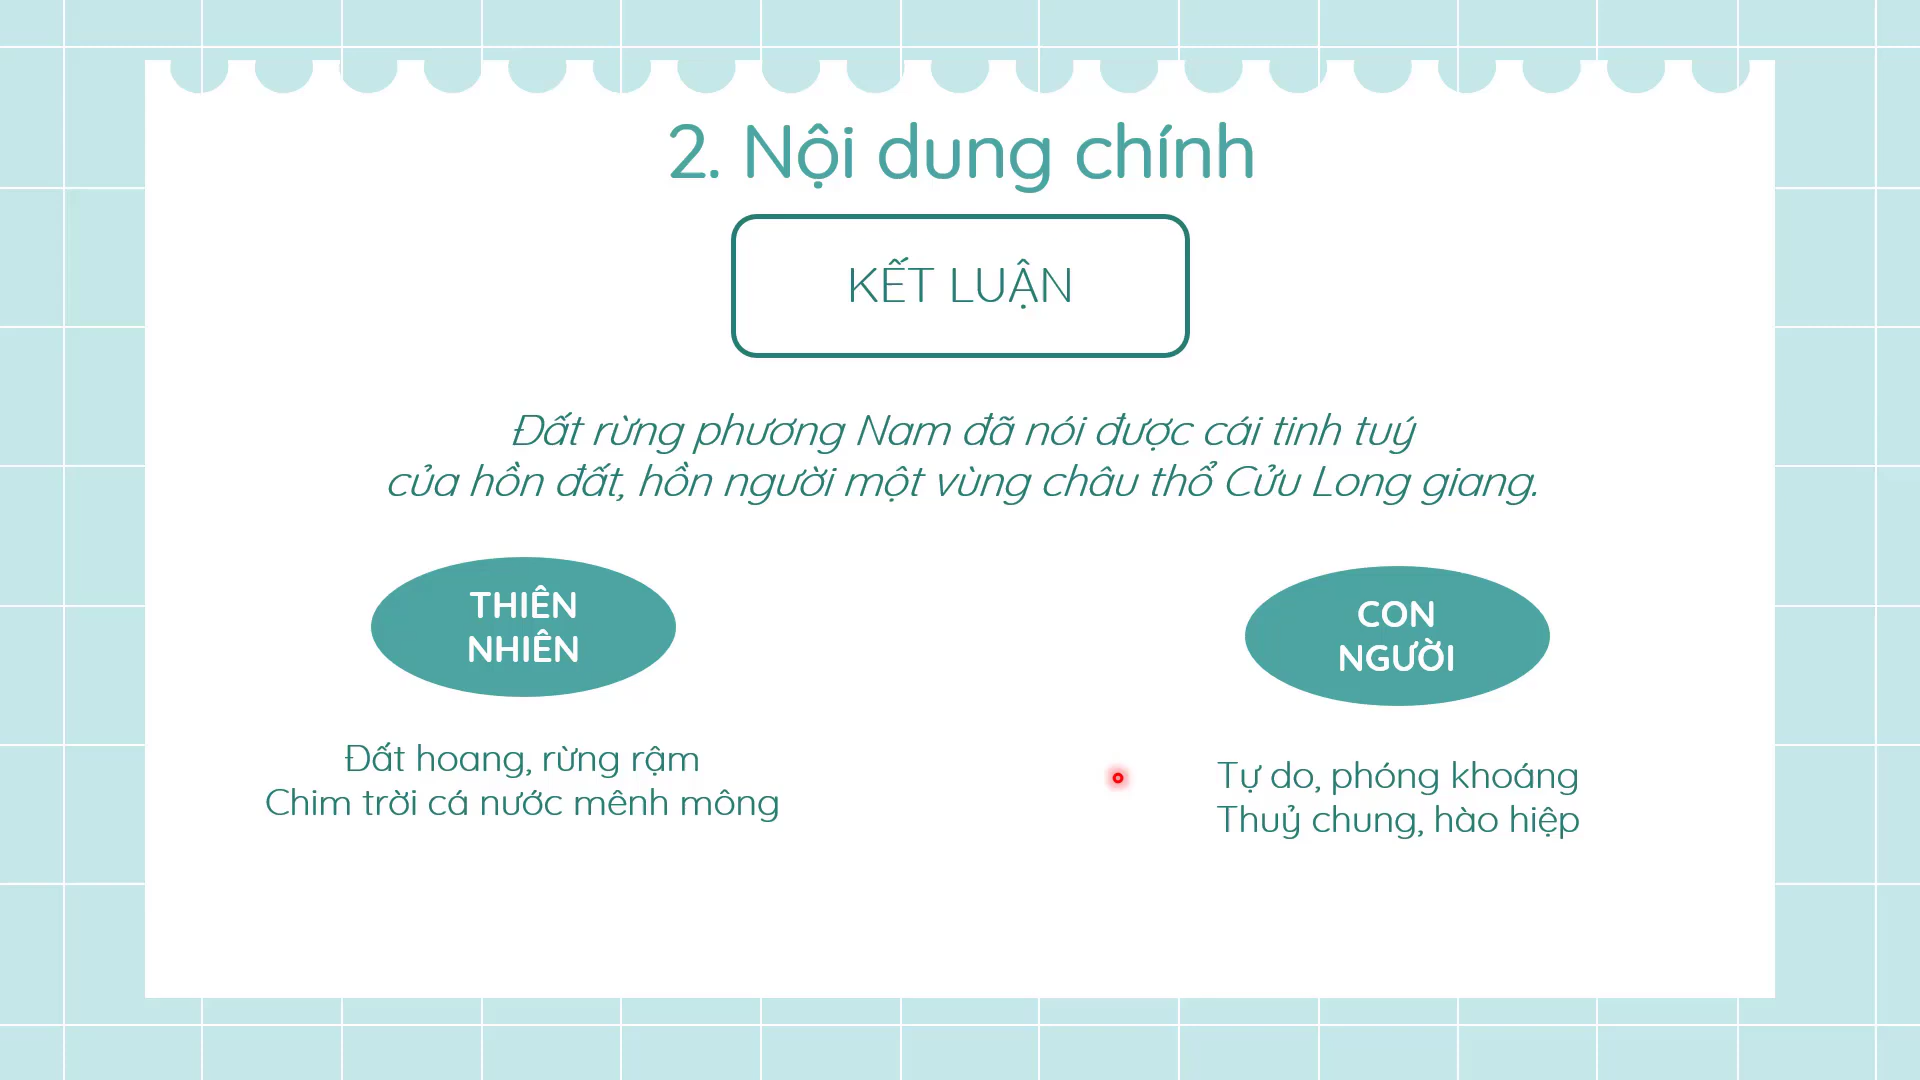 2. Nội dung chính
KẾT LUẬN
Đất rừng phương Nam đã nói được cái tinh tuý
của hồn đất, hồn người một vùng châu thổ Cửu Long giang.
THIÊN
NHIÊN
Đất hoang, rừng rậm
Chim trời cá nước mênh mông
CON
NGƯỜI
Tự do, phóng khoáng
Thuỷ chung, hào hiệp